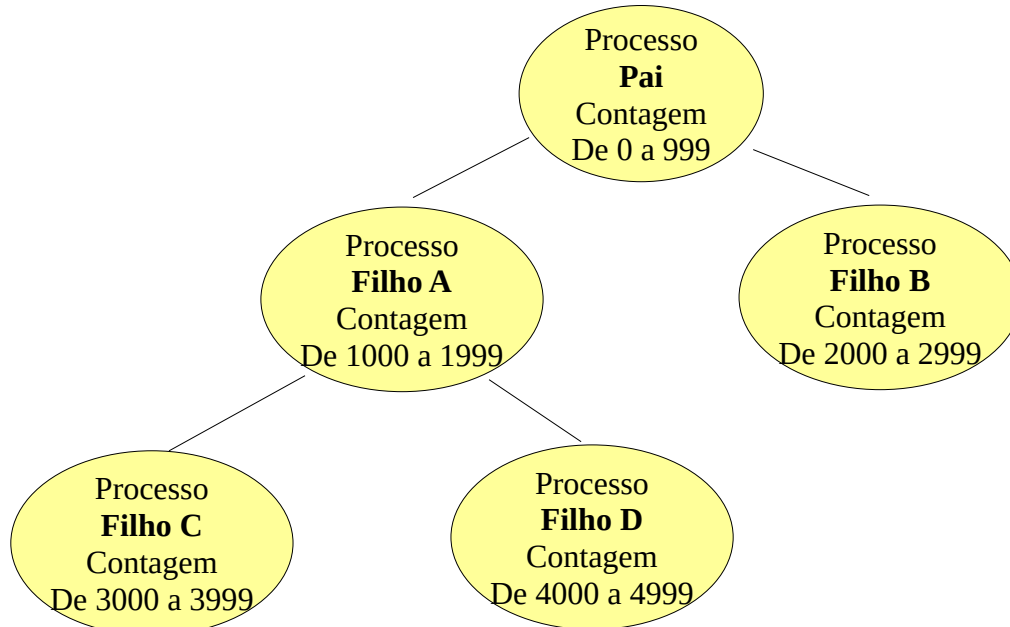 Processo
Pai
Contagem
De 0 a 999
Processo
Filho A
Contagem
De 1000 a 1999
Processo
Filho B
Contagem
De 2000 a 2999
Processo
Filho C
Contagem
De 3000 a 3999
Processo
Filho D
Contagem
De 4000 a 4999